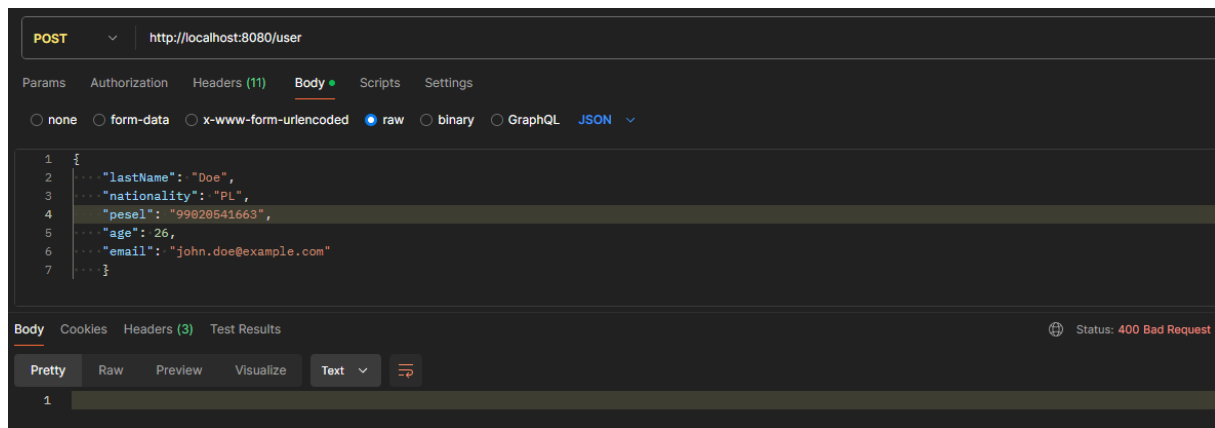 POST http://localhost:8080/user
Params Authorization Headers (11) Body Scripts Settings
none form-data x-www-form-urlencoded raw binary GraphQL JSON
1 {
2 "lastName": "Doe",
3 "nationality": "PL",
4 "pesel": "99020541663",
5 "age": 26,
6 "email": "john.doe@example.com"
7 }
Body Cookies Headers (3) Test Results Status: 400 Bad Request
Pretty Raw Preview Visualize Text
1